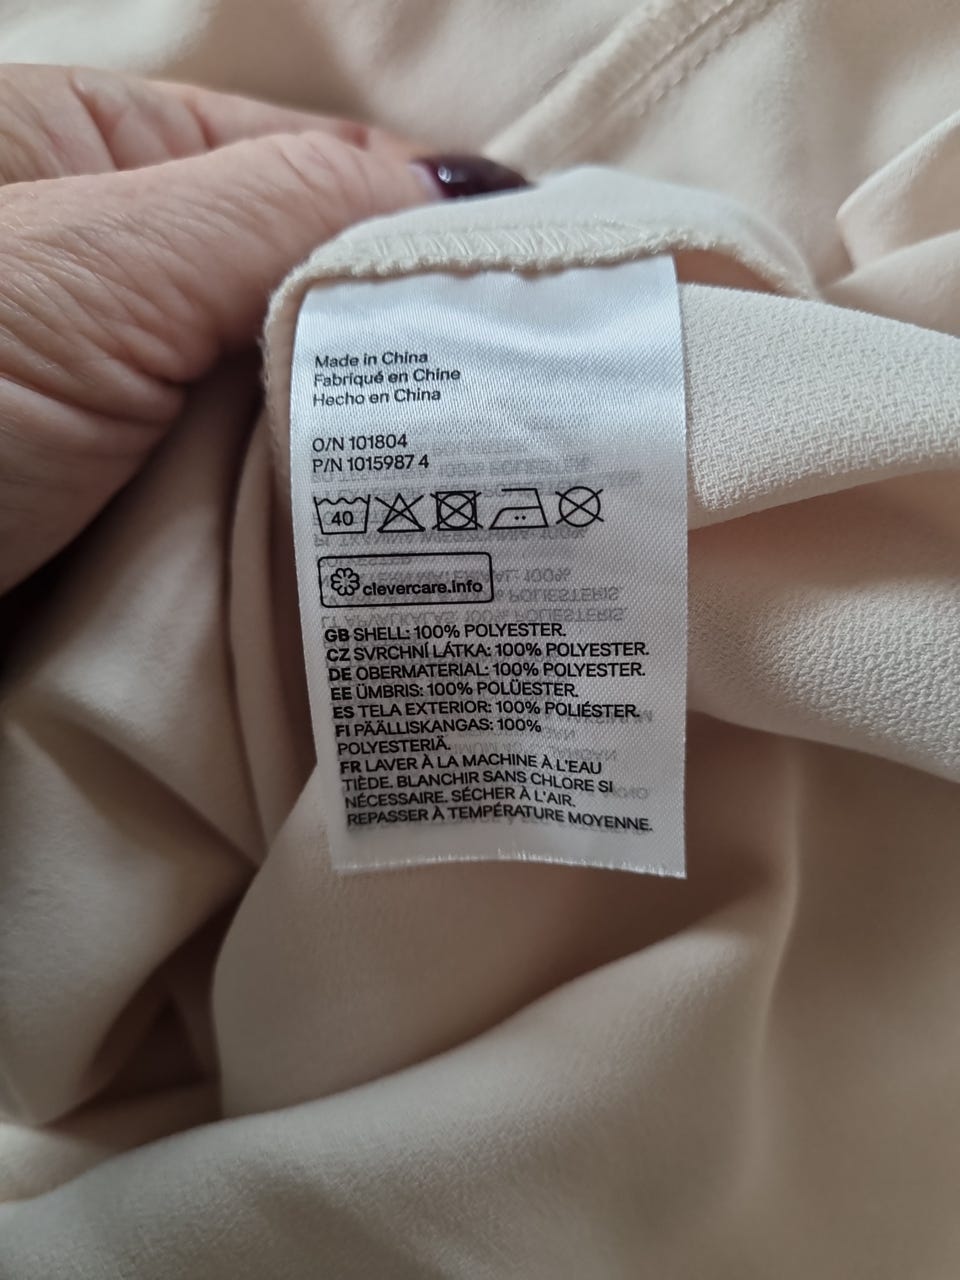 Made in China
Fabriqué en Chine
Hecho en China
O/N 101804
P/N 1015987 4
40
clevercare.info
GB SHELL: 100% POLYESTER.
CZ SVRCHNÍ LÁTKA: 100% POLYESTER.
DE OBERMATERIAL: 100% POLYESTER.
EE ÜMBRIS: 100% POLÜESTER.
ES TELA EXTERIOR: 100% POLIÉSTER.
FI PÄÄLLISKANGAS: 100%
POLYESTERIÄ.
FR LAVER À LA MACHINE À L'EAU
TIÈDE. BLANCHIR SANS CHLORE SI
NÉCESSAIRE. SÉCHER À L'AIR.
REPASSER À TEMPÉRATURE MOYENNE.